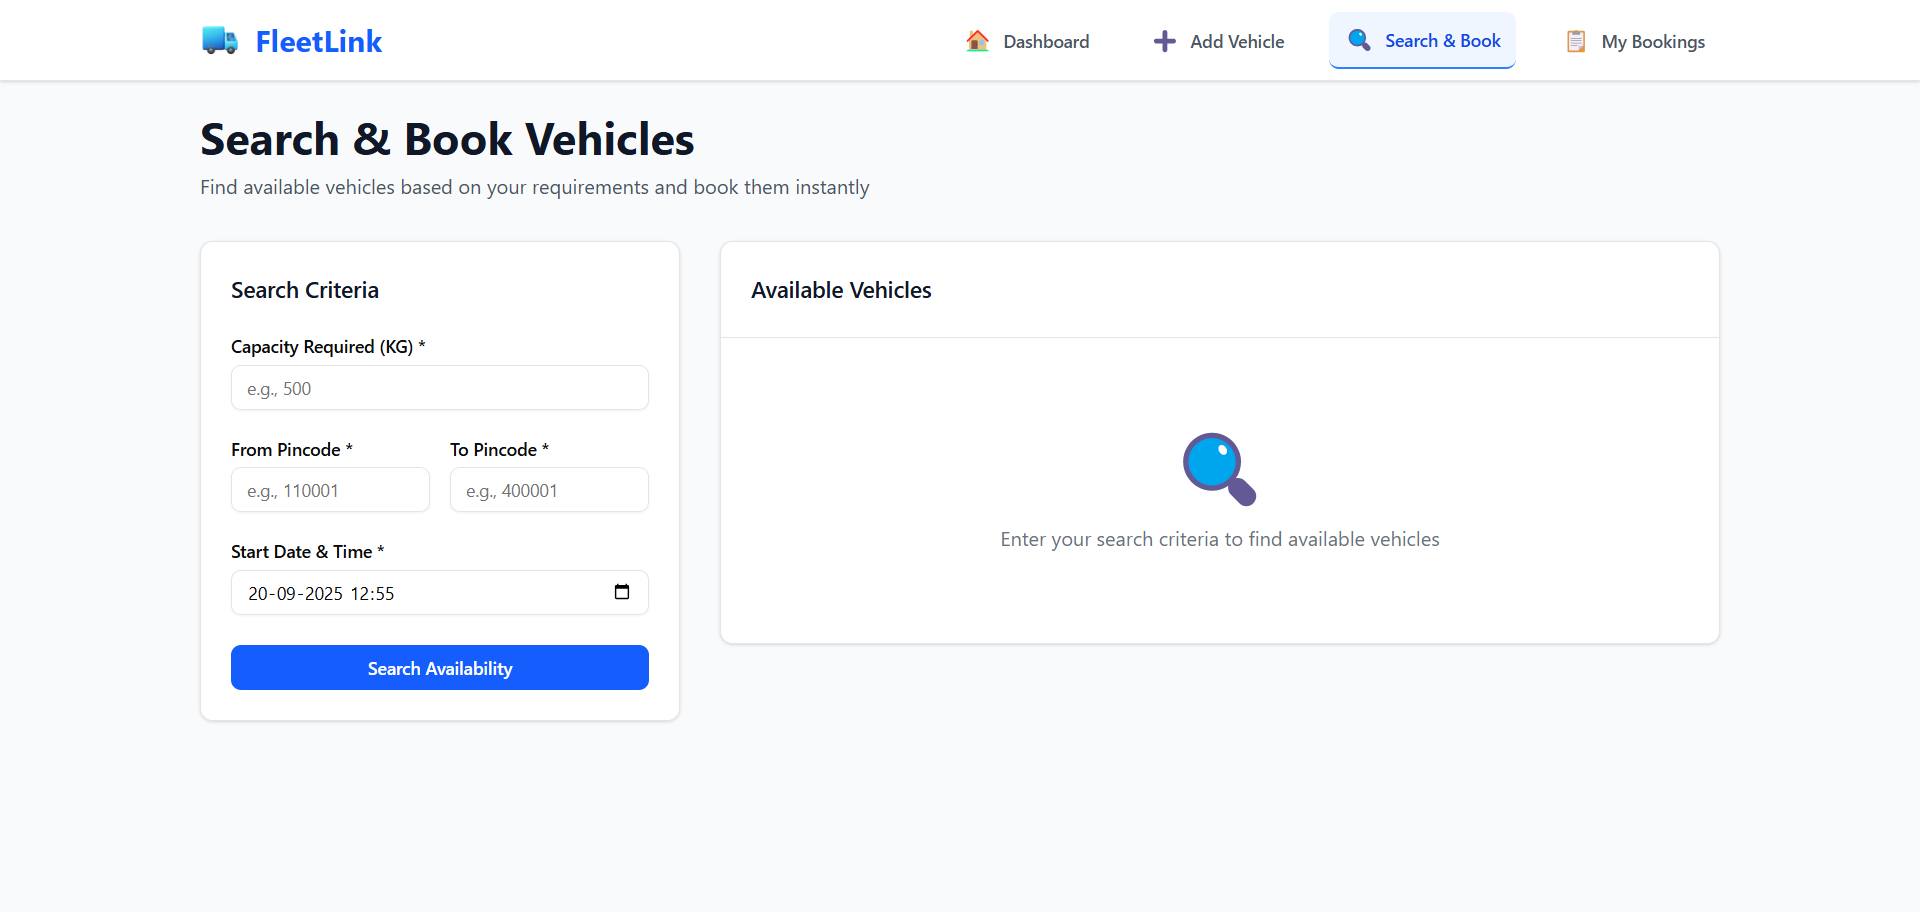 FleetLink
Dashboard
Add Vehicle
Search & Book
My Bookings
Search & Book Vehicles
Find available vehicles based on your requirements and book them instantly
Search Criteria
Capacity Required (KG) *
e.g., 500
From Pincode *
To Pincode *
e.g., 110001
e.g., 400001
Start Date & Time *
20-09-2025 12:55
Search Availability
Available Vehicles
Enter your search criteria to find available vehicles